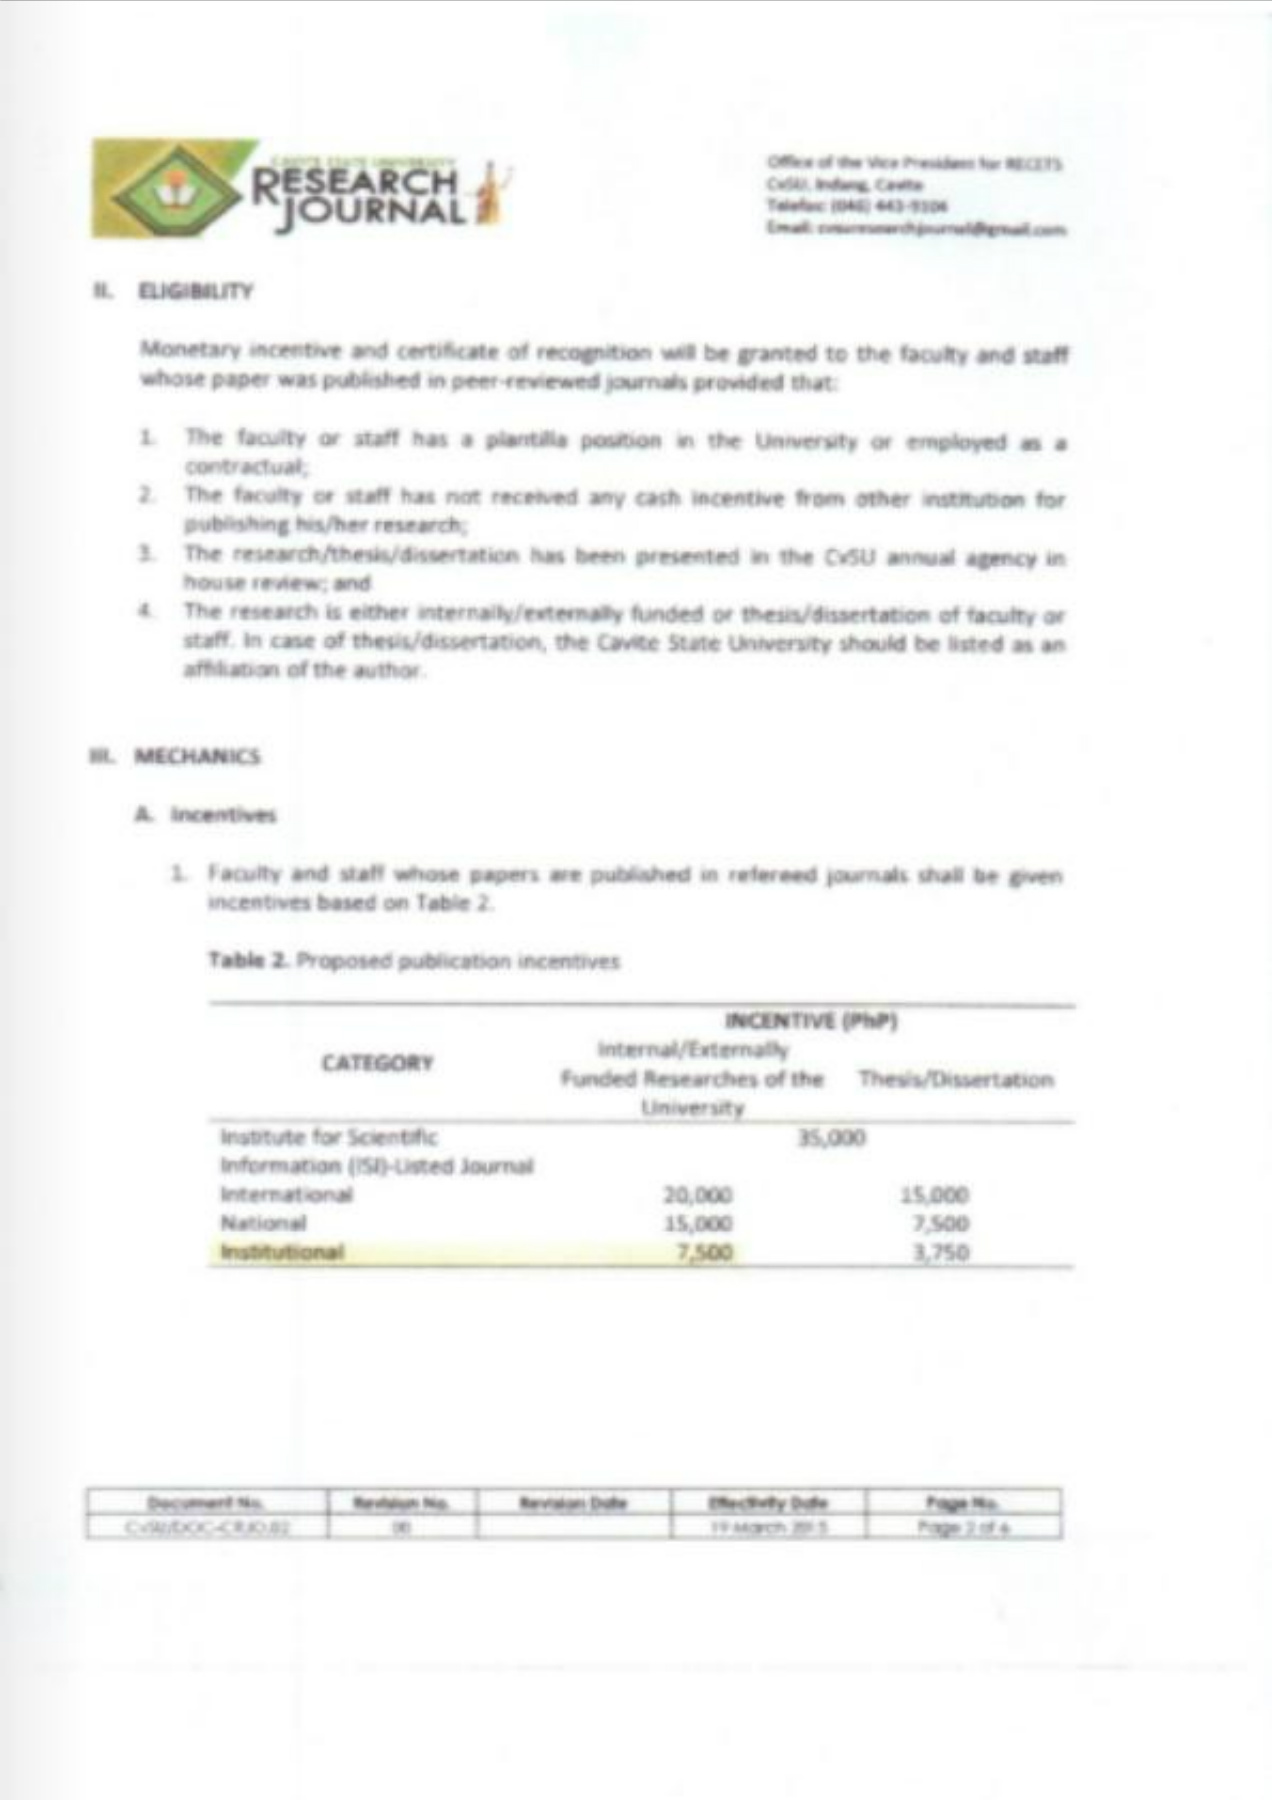 CAVITE STATE UNIVERSITY
RESEARCH
JOURNAL
Office of the Vice President for RECETS
CvSU, Indang, Cavite
Telefax: (046) 443-9104
Email: cvsuresearchjournal@gmail.com
II. ELIGIBILITY
Monetary incentive and certificate of recognition will be granted to the faculty and staff
whose paper was published in peer-reviewed journals provided that:
1. The faculty or staff has a plantilla position in the University or employed as a
contractual;
2. The faculty or staff has not received any cash incentive from other institution for
publishing his/her research;
3. The research/thesis/dissertation has been presented in the CvSU annual agency in
house review; and
4. The research is either internally/externally funded or thesis/dissertation of faculty or
staff. In case of thesis/dissertation, the Cavite State University should be listed as an
affiliation of the author.
III. MECHANICS
A. Incentives
1. Faculty and staff whose papers are published in refereed journals shall be given
incentives based on Table 2.
Table 2. Proposed publication incentives
INCENTIVE (PhP)
CATEGORY
Internal/Externally
Funded Researches of the
University
Thesis/Dissertation
Institute for Scientific 35,000
Information (ISI)-Listed Journal
International 20,000 15,000
National 15,000 7,500
Institutional 7,500 3,750
Document No. Revision No. Revision Date Effectivity Date Page No.
00 19 March Page 2 of 6